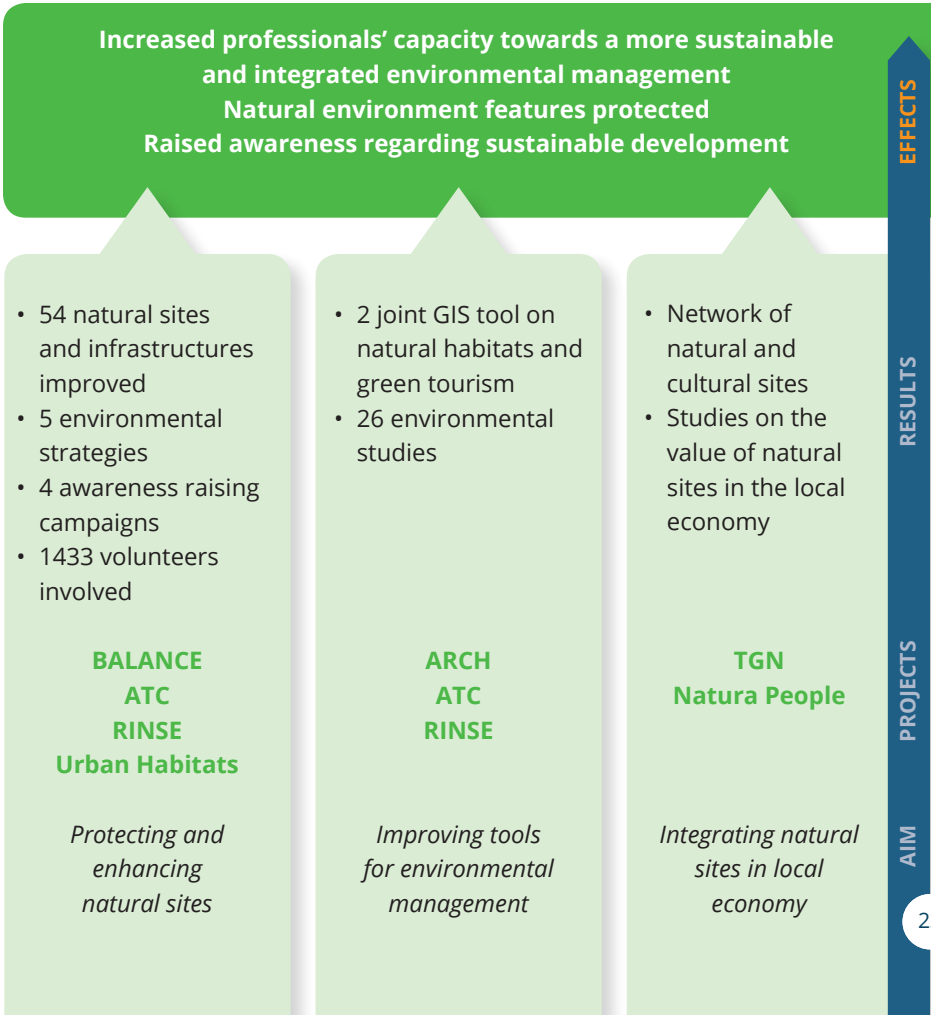 Increased professionals’ capacity towards a more sustainable
and integrated environmental management
Natural environment features protected
Raised awareness regarding sustainable development
EFFECTS
• 54 natural sites
and infrastructures
improved
• 5 environmental
strategies
• 4 awareness raising
campaigns
• 1433 volunteers
involved
• 2 joint GIS tool on
natural habitats and
green tourism
• 26 environmental
studies
• Network of
natural and
cultural sites
• Studies on the
value of natural
sites in the local
economy
RESULTS
BALANCE
ATC
RINSE
Urban Habitats
ARCH
ATC
RINSE
TGN
Natura People
PROJECTS
Protecting and
enhancing
natural sites
Improving tools
for environmental
management
Integrating natural
sites in local
economy
AIM